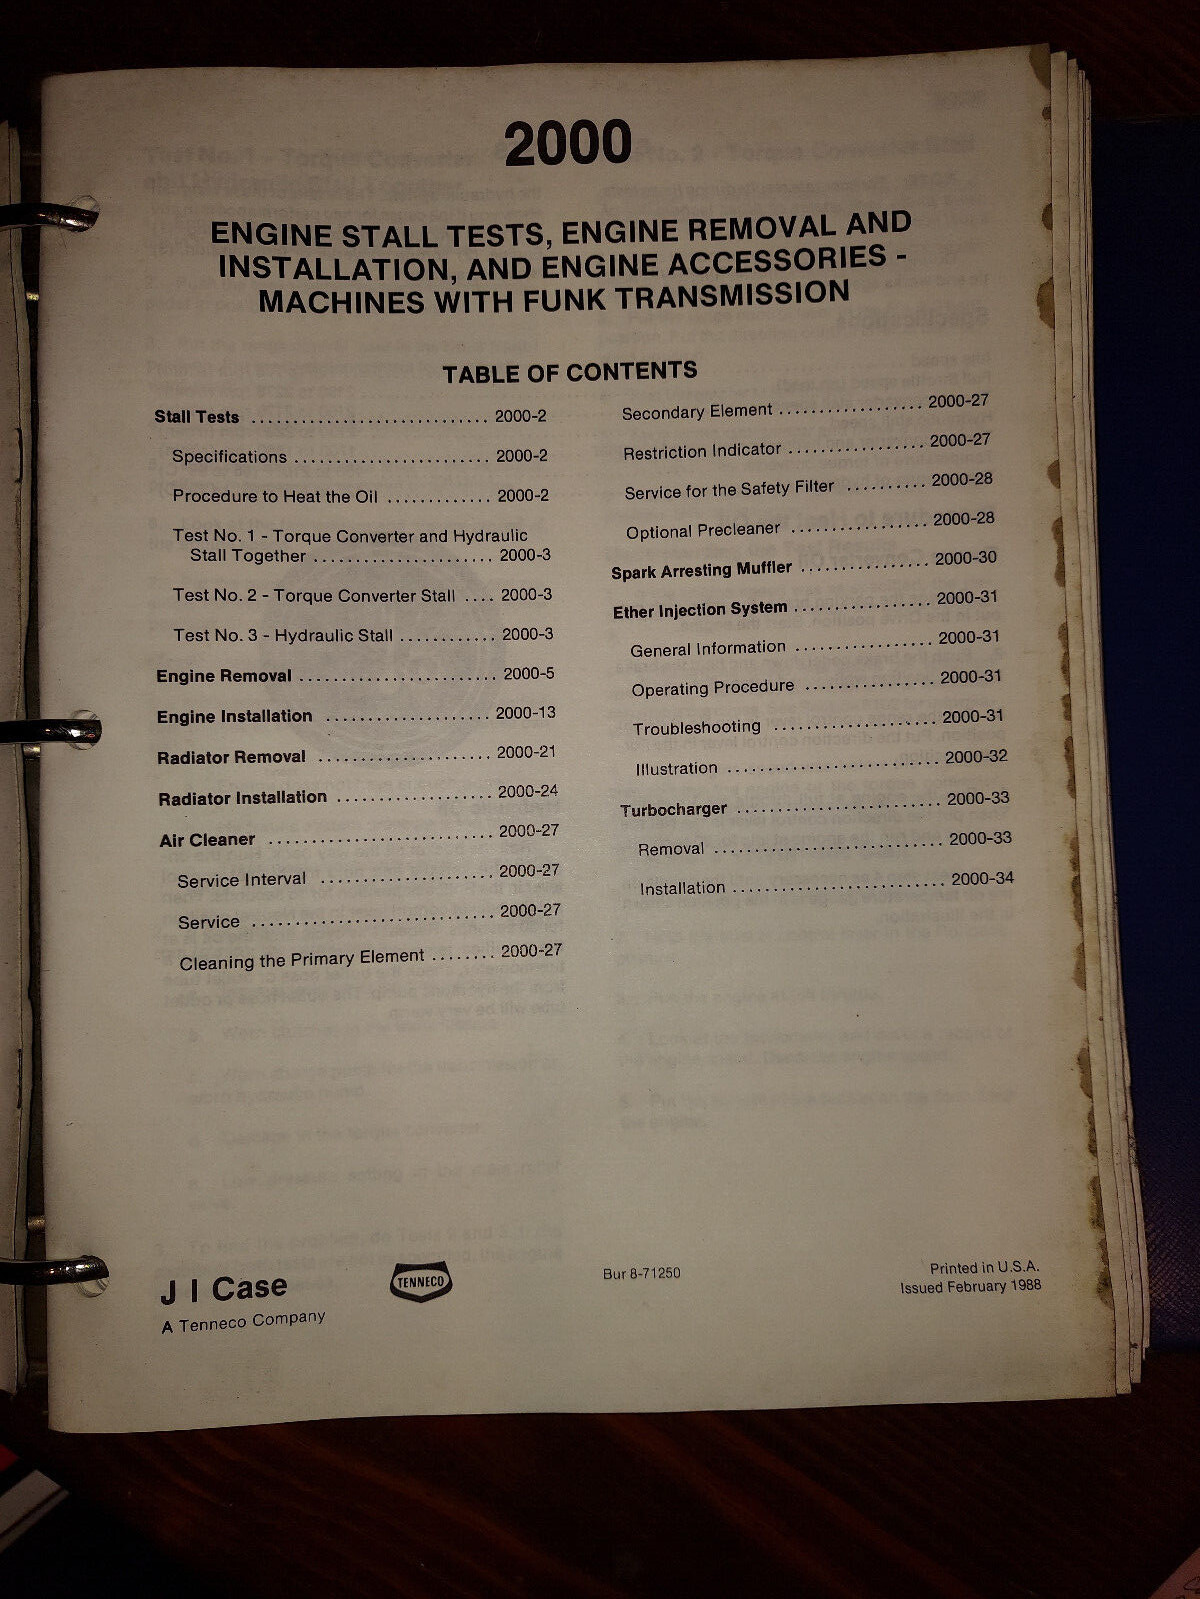 2000
ENGINE STALL TESTS, ENGINE REMOVAL AND
INSTALLATION, AND ENGINE ACCESSORIES -
MACHINES WITH FUNK TRANSMISSION
TABLE OF CONTENTS
Stall Tests ............................. 2000-2
Specifications ........................ 2000-2
Procedure to Heat the Oil ............. 2000-2
Test No. 1 - Torque Converter and Hydraulic
Stall Together ...................... 2000-3
Test No. 2 - Torque Converter Stall .... 2000-3
Test No. 3 - Hydraulic Stall ............ 2000-3
Engine Removal ........................ 2000-5
Engine Installation .................... 2000-13
Radiator Removal ..................... 2000-21
Radiator Installation ................... 2000-24
Air Cleaner ........................... 2000-27
Service Interval ..................... 2000-27
Service ............................. 2000-27
Cleaning the Primary Element ........ 2000-27
Secondary Element .................. 2000-27
Restriction Indicator ................. 2000-27
Service for the Safety Filter .......... 2000-28
Optional Precleaner ................. 2000-28
Spark Arresting Muffler ................ 2000-30
Ether Injection System ................. 2000-31
General Information ................. 2000-31
Operating Procedure ................ 2000-31
Troubleshooting .................... 2000-31
Illustration .......................... 2000-32
Turbocharger ......................... 2000-33
Removal ............................ 2000-33
Installation .......................... 2000-34
J I Case
A Tenneco Company
TENNECO
Bur 8-71250
Printed in U.S.A.
Issued February 1988